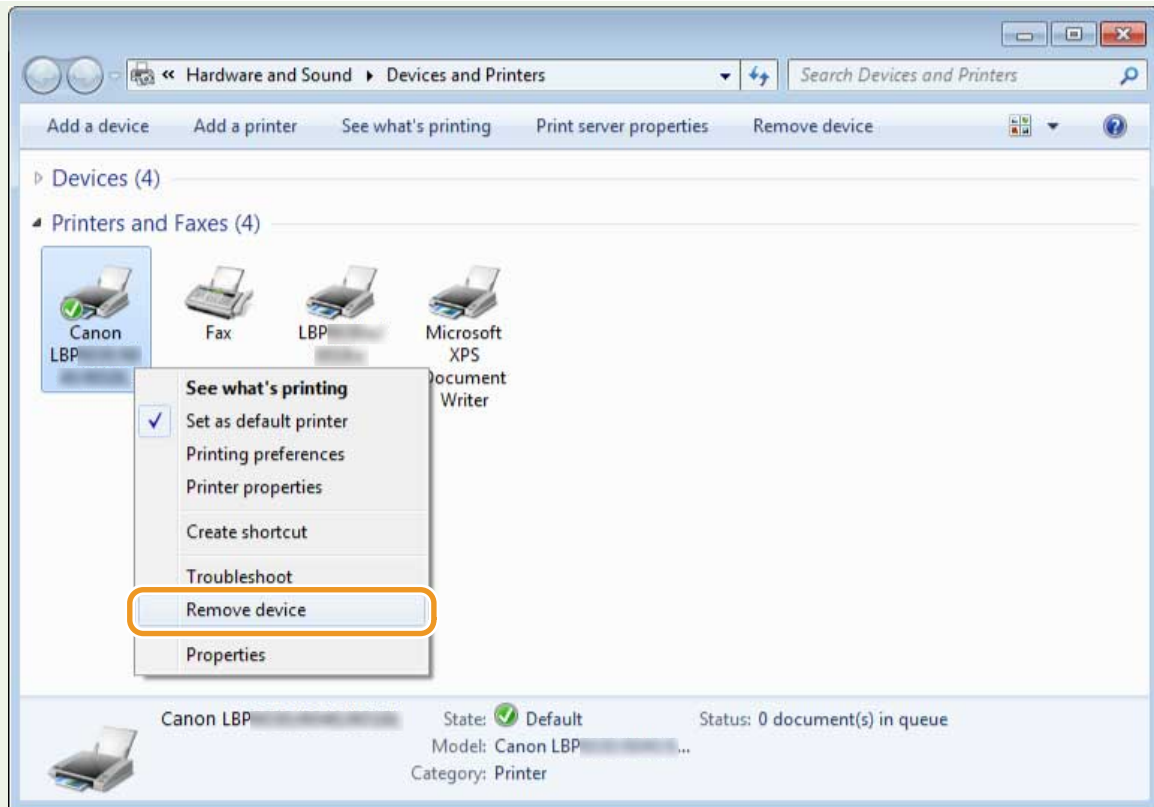 Hardware and Sound Devices and Printers Search Devices and Printers
Add a device Add a printer See what's printing Print server properties Remove device
Devices (4)
Printers and Faxes (4)
Canon Fax LBP Microsoft
LBP XPS
Document
Writer
See what's printing
Set as default printer
Printing preferences
Printer properties
Create shortcut
Troubleshoot
Remove device
Properties
Canon LBP State: Default Status: 0 document(s) in queue
Model: Canon LBP ...
Category: Printer